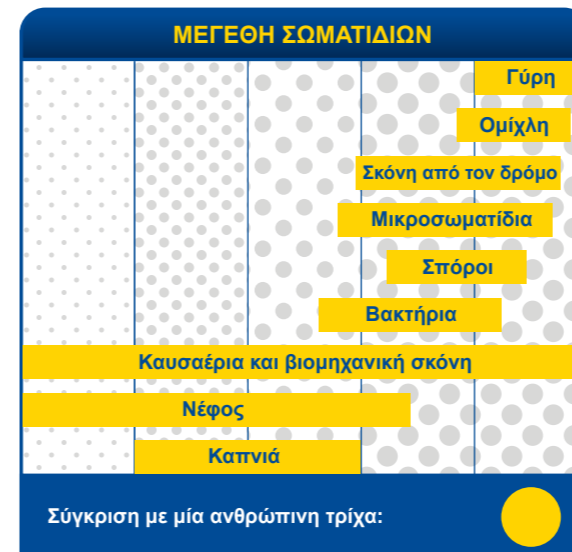 ΜΕΓΕΘΗ ΣΩΜΑΤΙΔΙΩΝ
Γύρη
Ομίχλη
Σκόνη από τον δρόμο
Μικροσωματίδια
Σπόροι
Βακτήρια
Καυσαέρια και βιομηχανική σκόνη
Νέφος
Καπνιά
Σύγκριση με μία ανθρώπινη τρίχα: